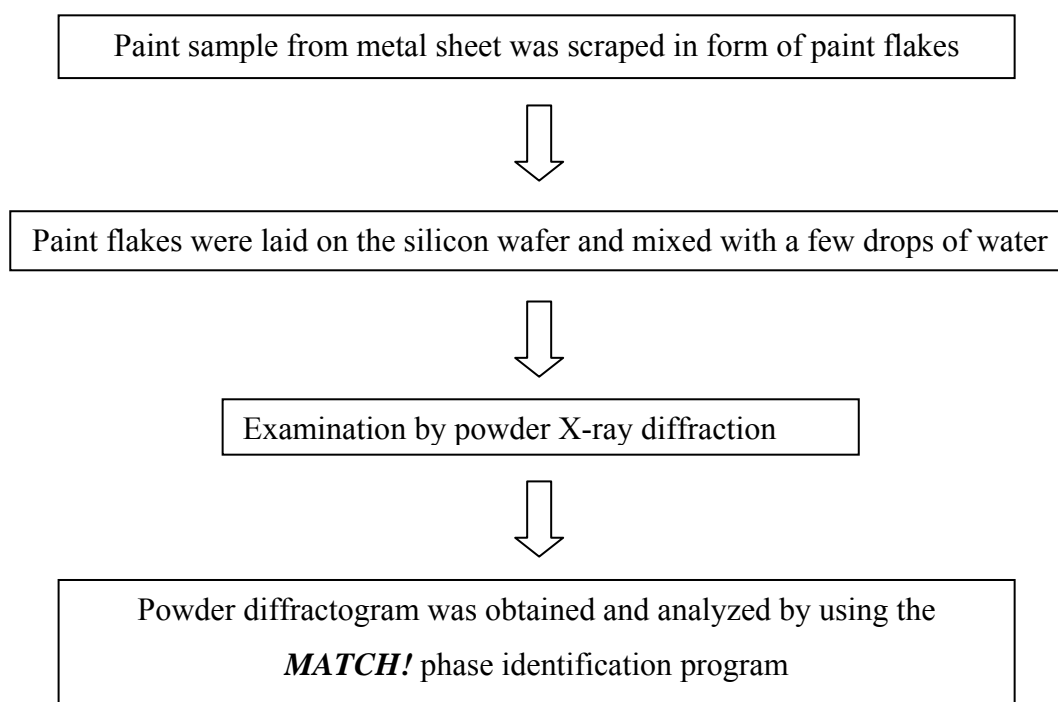 Paint sample from metal sheet was scraped in form of paint flakes
Paint flakes were laid on the silicon wafer and mixed with a few drops of water
Examination by powder X-ray diffraction
Powder diffractogram was obtained and analyzed by using the
MATCH! phase identification program